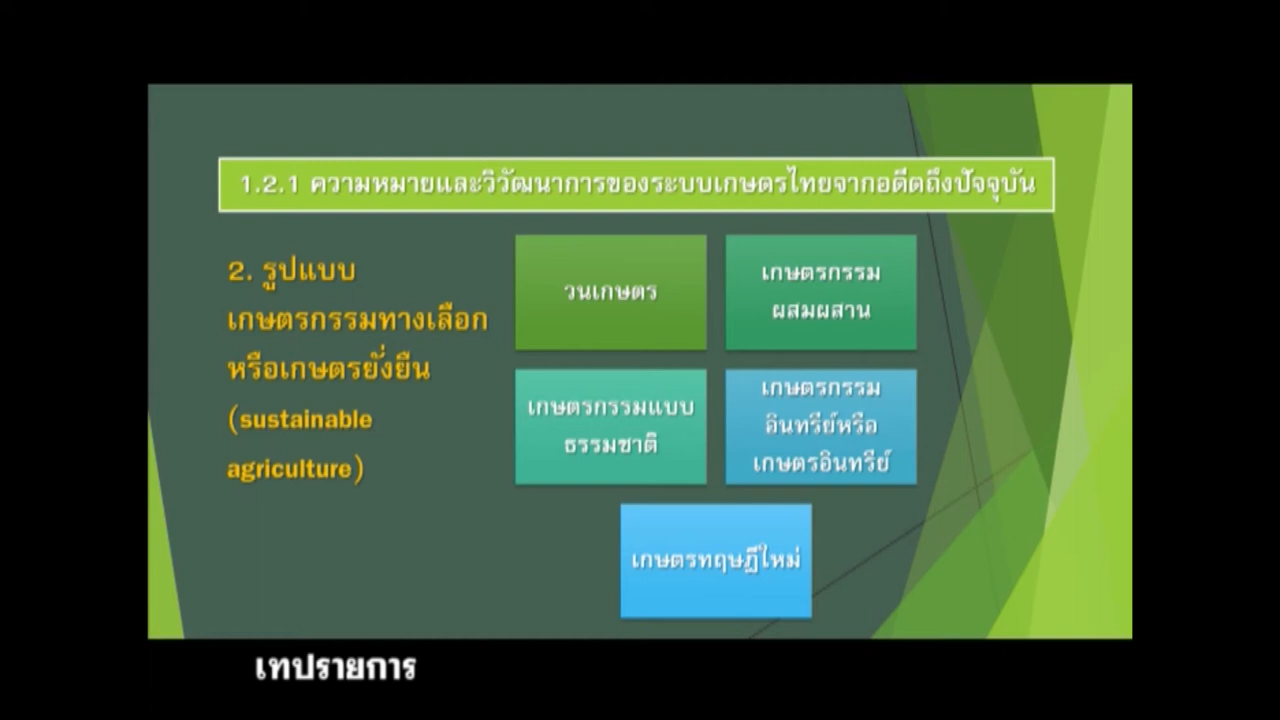 1.2.1 ความหมายและวิวัฒนาการของระบบเกษตรไทยจากอดีตถึงปัจจุบัน
2. รูปแบบ
เกษตรกรรมทางเลือก
หรือเกษตรยั่งยืน
(sustainable
agriculture)
วนเกษตร
เกษตรกรรม
ผสมผสาน
เกษตรกรรมแบบ
ธรรมชาติ
เกษตรกรรม
อินทรีย์หรือ
เกษตรอินทรีย์
เกษตรทฤษฎีใหม่
เทปรายการ